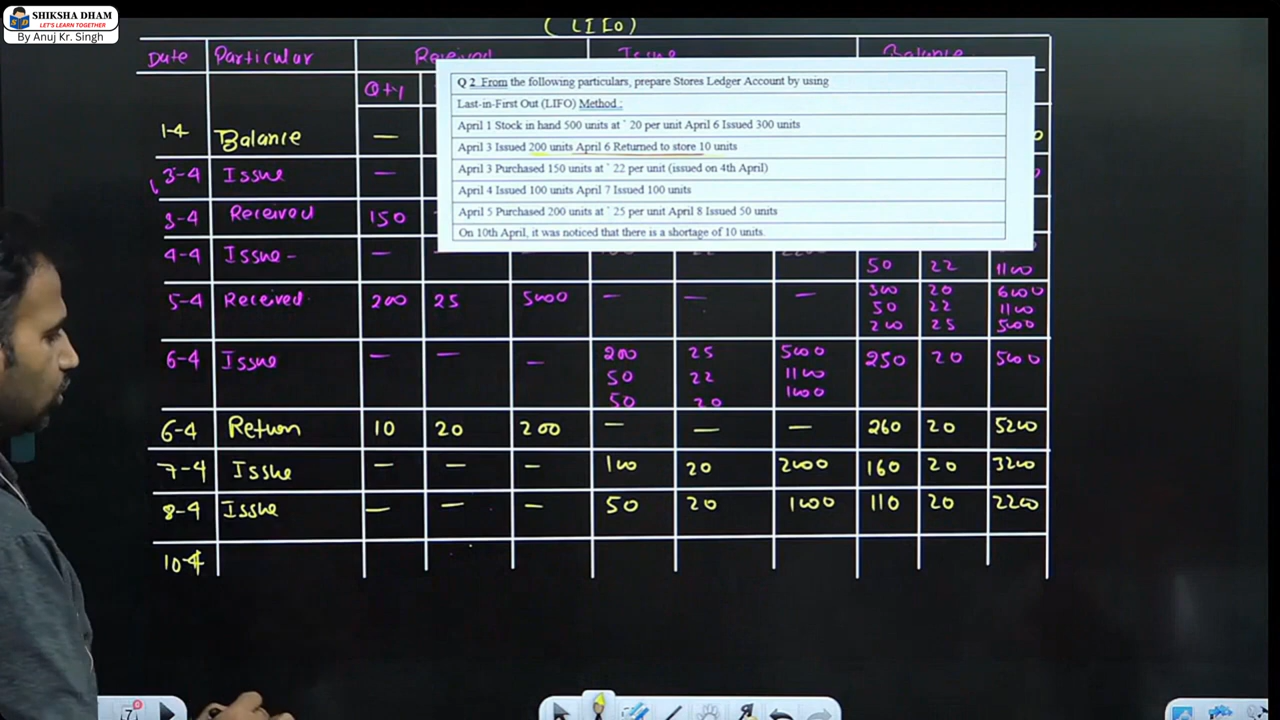 SHIKSHA DHAM
LET'S LEARN TOGETHER
By Anuj Kr. Singh
(LIFO)
Date Particular Received Issue Balance
Qty
Q 2 From the following particulars, prepare Stores Ledger Account by using
Last-in-First Out (LIFO) Method :
April 1 Stock in hand 500 units at ` 20 per unit April 6 Issued 300 units
April 3 Issued 200 units April 6 Returned to store 10 units
April 3 Purchased 150 units at ` 22 per unit (issued on 4th April)
April 4 Issued 100 units April 7 Issued 100 units
April 5 Purchased 200 units at ` 25 per unit April 8 Issued 50 units
On 10th April, it was noticed that there is a shortage of 10 units.
1-4 Balance —
3-4 Issue —
3-4 Received 150
4-4 Issue - —
50 22 1100
5-4 Received 200 25 5000 — — — 300 20 6000
50 22 1100
200 25 5000
6-4 Issue — — — 200 25 5000 250 20 5000
50 22 1100
50 20 1000
6-4 Return 10 20 200 — — — 260 20 5200
7-4 Issue — — — 100 20 2000 160 20 3200
8-4 Issue — — — 50 20 1000 110 20 2200
10-4